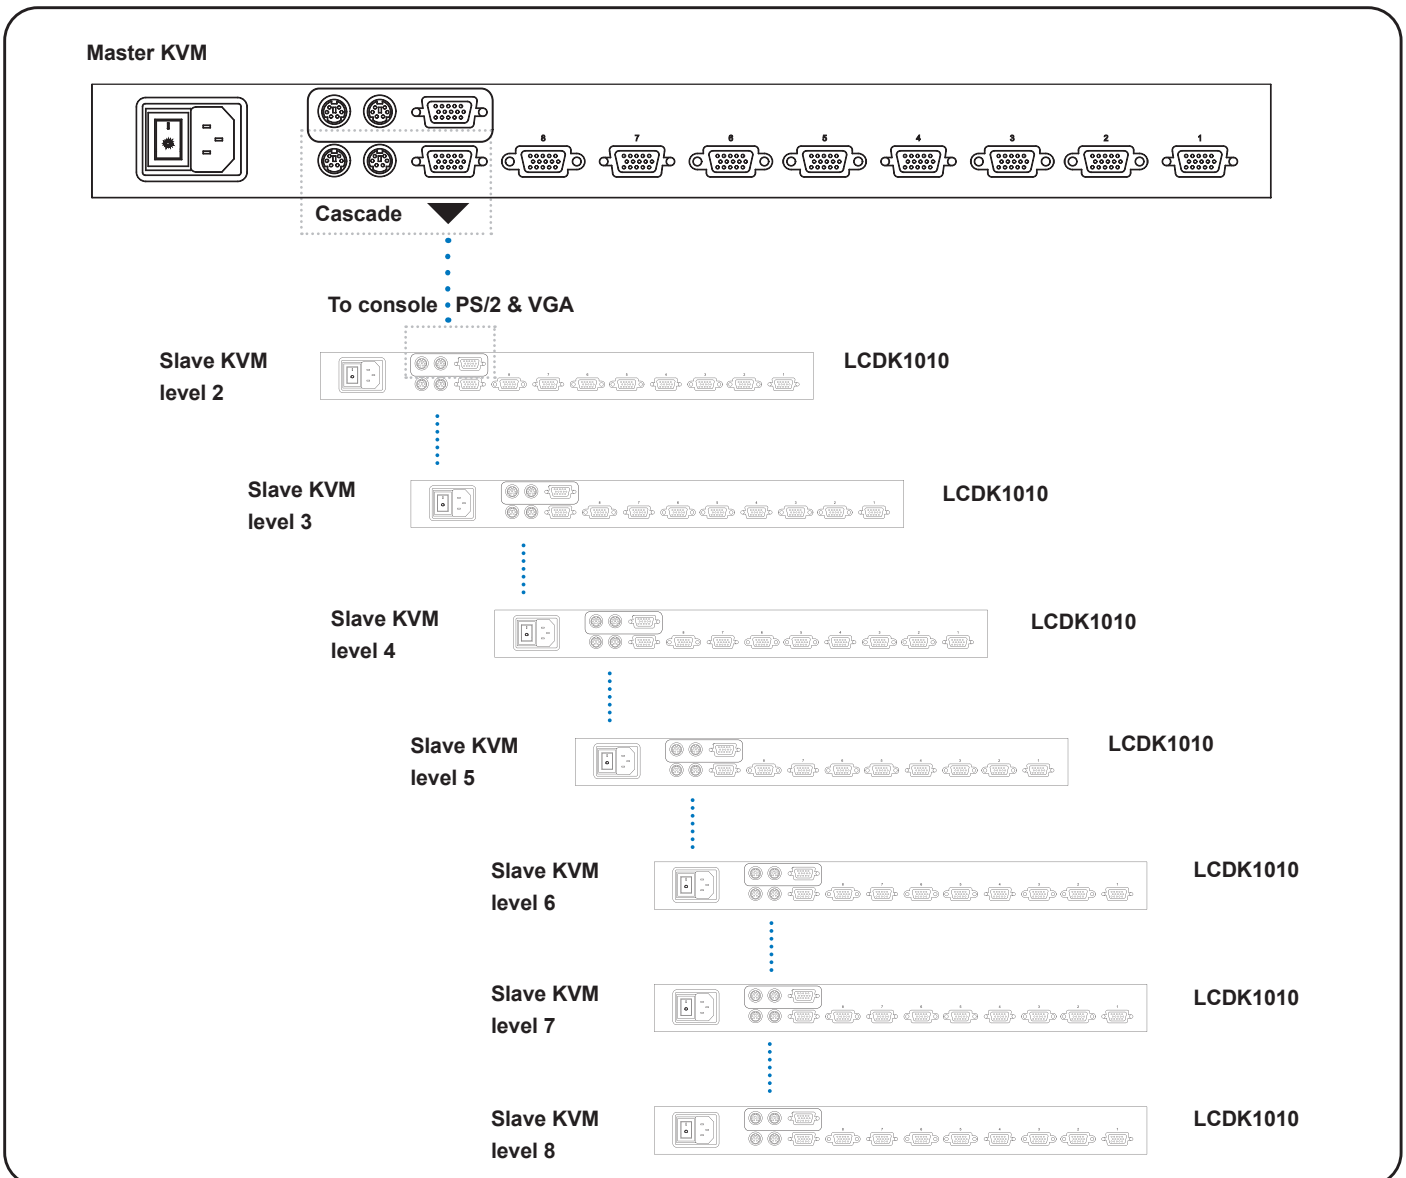 Master KVM
8 7 6 5 4 3 2 1
Cascade
To console PS/2 & VGA
Slave KVM
level 2
LCDK1010
Slave KVM
level 3
LCDK1010
Slave KVM
level 4
LCDK1010
Slave KVM
level 5
LCDK1010
Slave KVM
level 6
LCDK1010
Slave KVM
level 7
LCDK1010
Slave KVM
level 8
LCDK1010